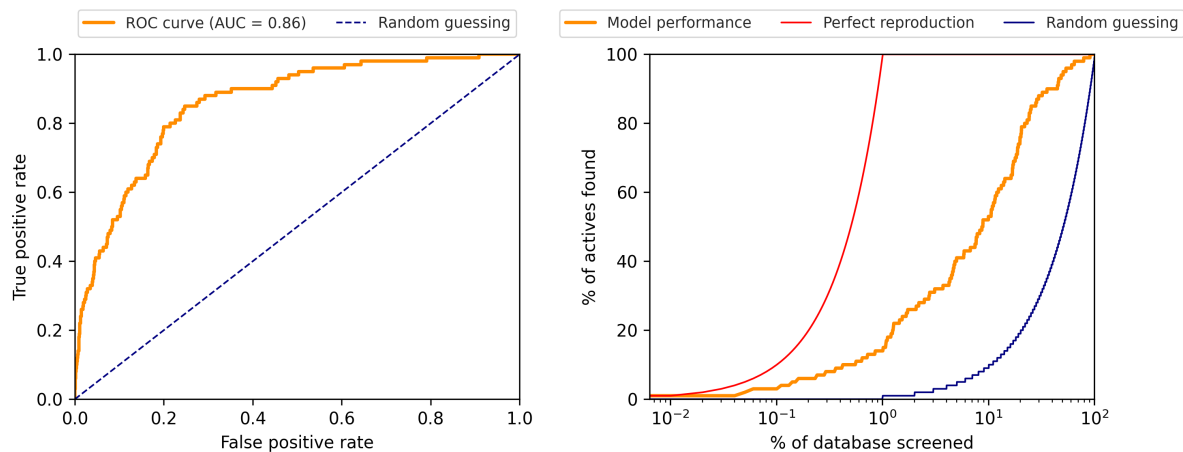 ROC curve (AUC = 0.86)
Random guessing
True positive rate
1.0
0.8
0.6
0.4
0.2
0.0
0.0 0.2 0.4 0.6 0.8 1.0
False positive rate
Model performance
Perfect reproduction
Random guessing
% of actives found
100
80
60
40
20
0
10⁻² 10⁻¹ 10⁰ 10¹ 10²
% of database screened